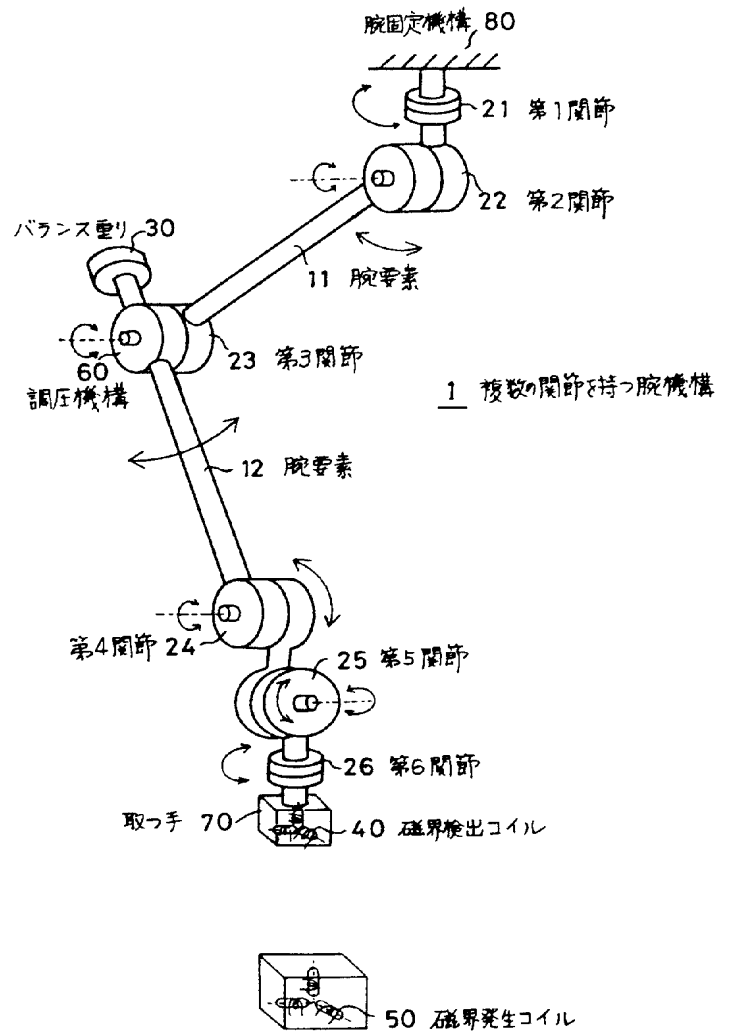 腕固定機構 80
21 第1関節
22 第2関節
バランス重り 30
11 腕要素
23 第3関節
60
調圧機構
1 複数の関節を持つ腕機構
12 腕要素
第4関節 24
25 第5関節
26 第6関節
取っ手 70
40 磁界検出コイル
50 磁界発生コイル